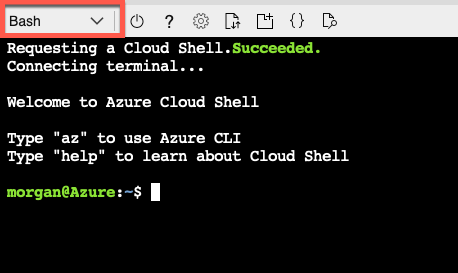 Bash
Requesting a Cloud Shell.Succeeded.
Connecting terminal...
Welcome to Azure Cloud Shell
Type "az" to use Azure CLI
Type "help" to learn about Cloud Shell
morgan@Azure:~$